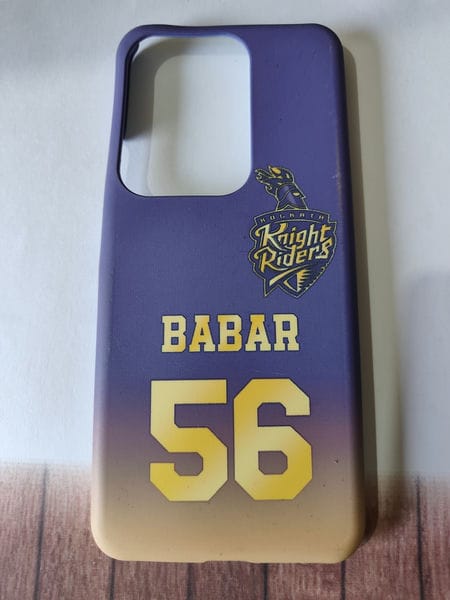 KOLKATA
Knight
Riders
BABAR
56